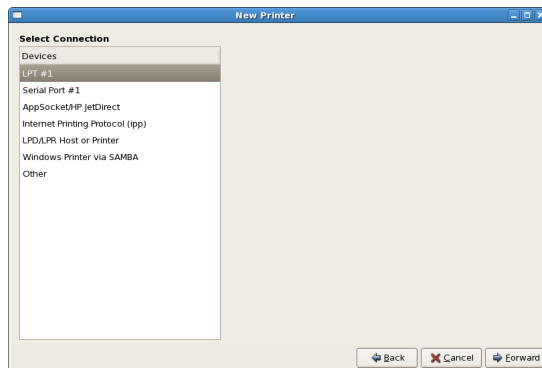 New Printer
Select Connection
Devices
LPT #1
Serial Port #1
AppSocket/HP JetDirect
Internet Printing Protocol (ipp)
LPD/LPR Host or Printer
Windows Printer via SAMBA
Other
Back Cancel Forward